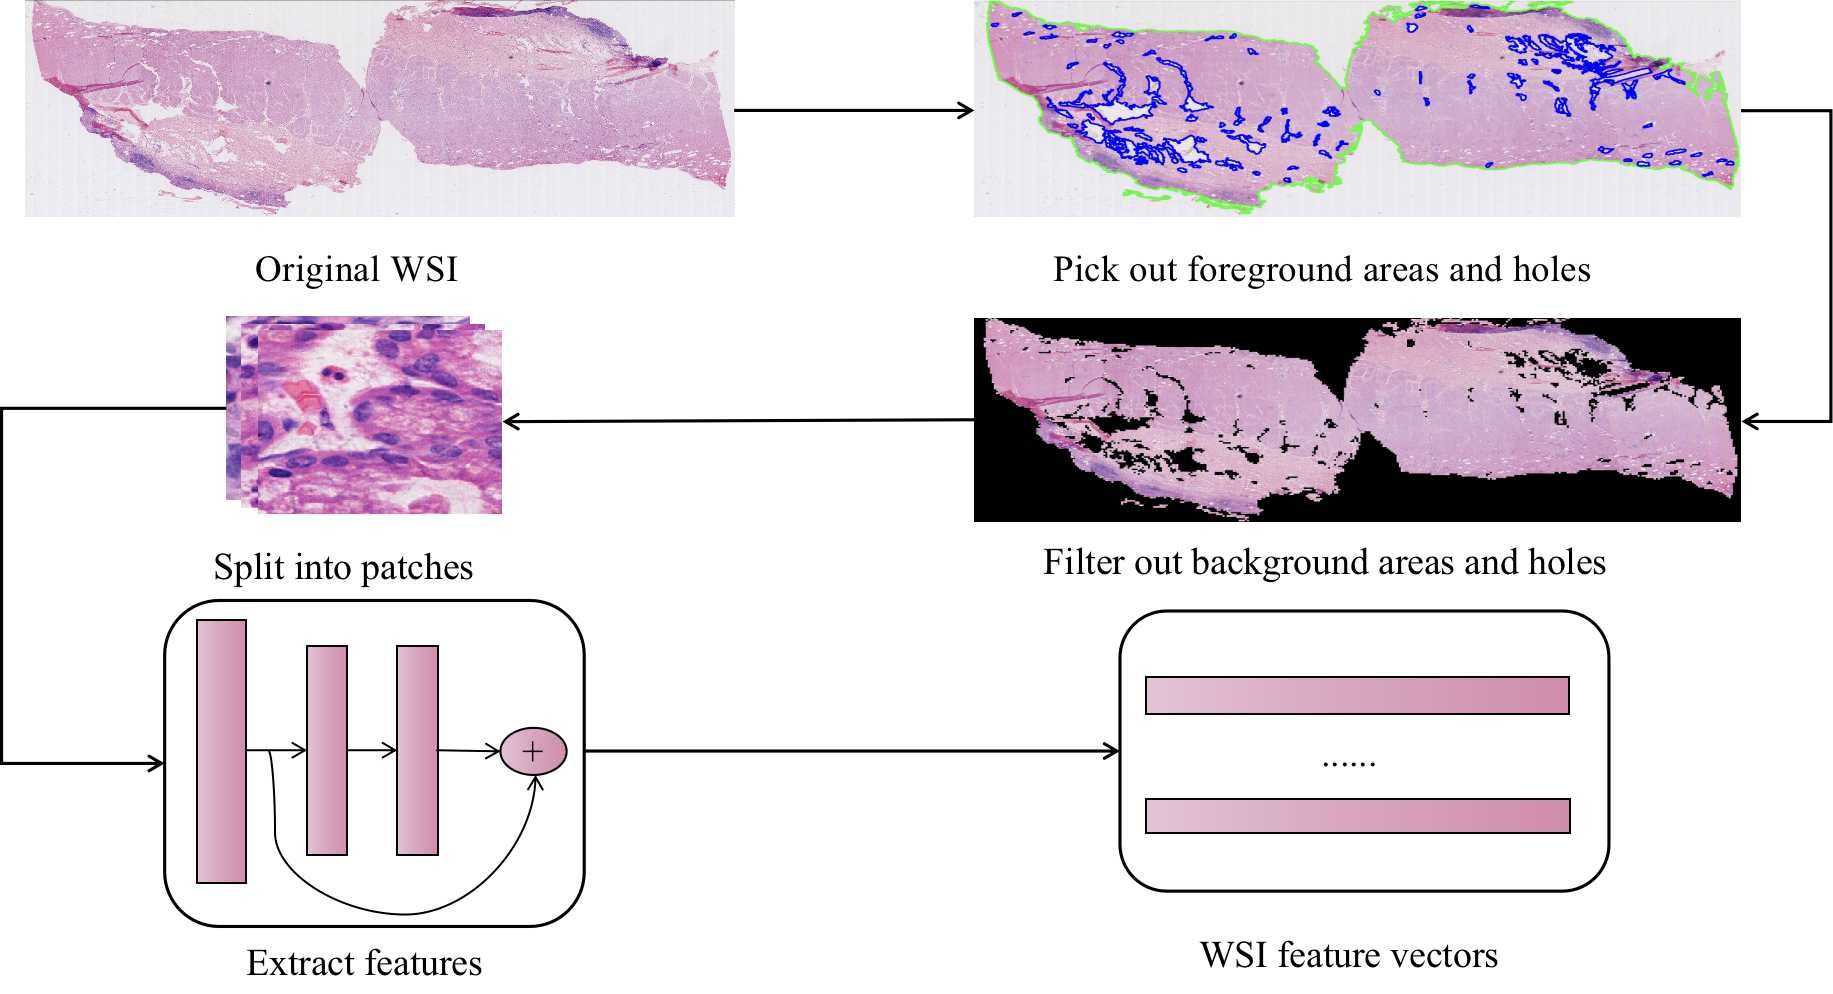 Original WSI
Pick out foreground areas and holes
Split into patches
Filter out background areas and holes
+
......
Extract features
WSI feature vectors